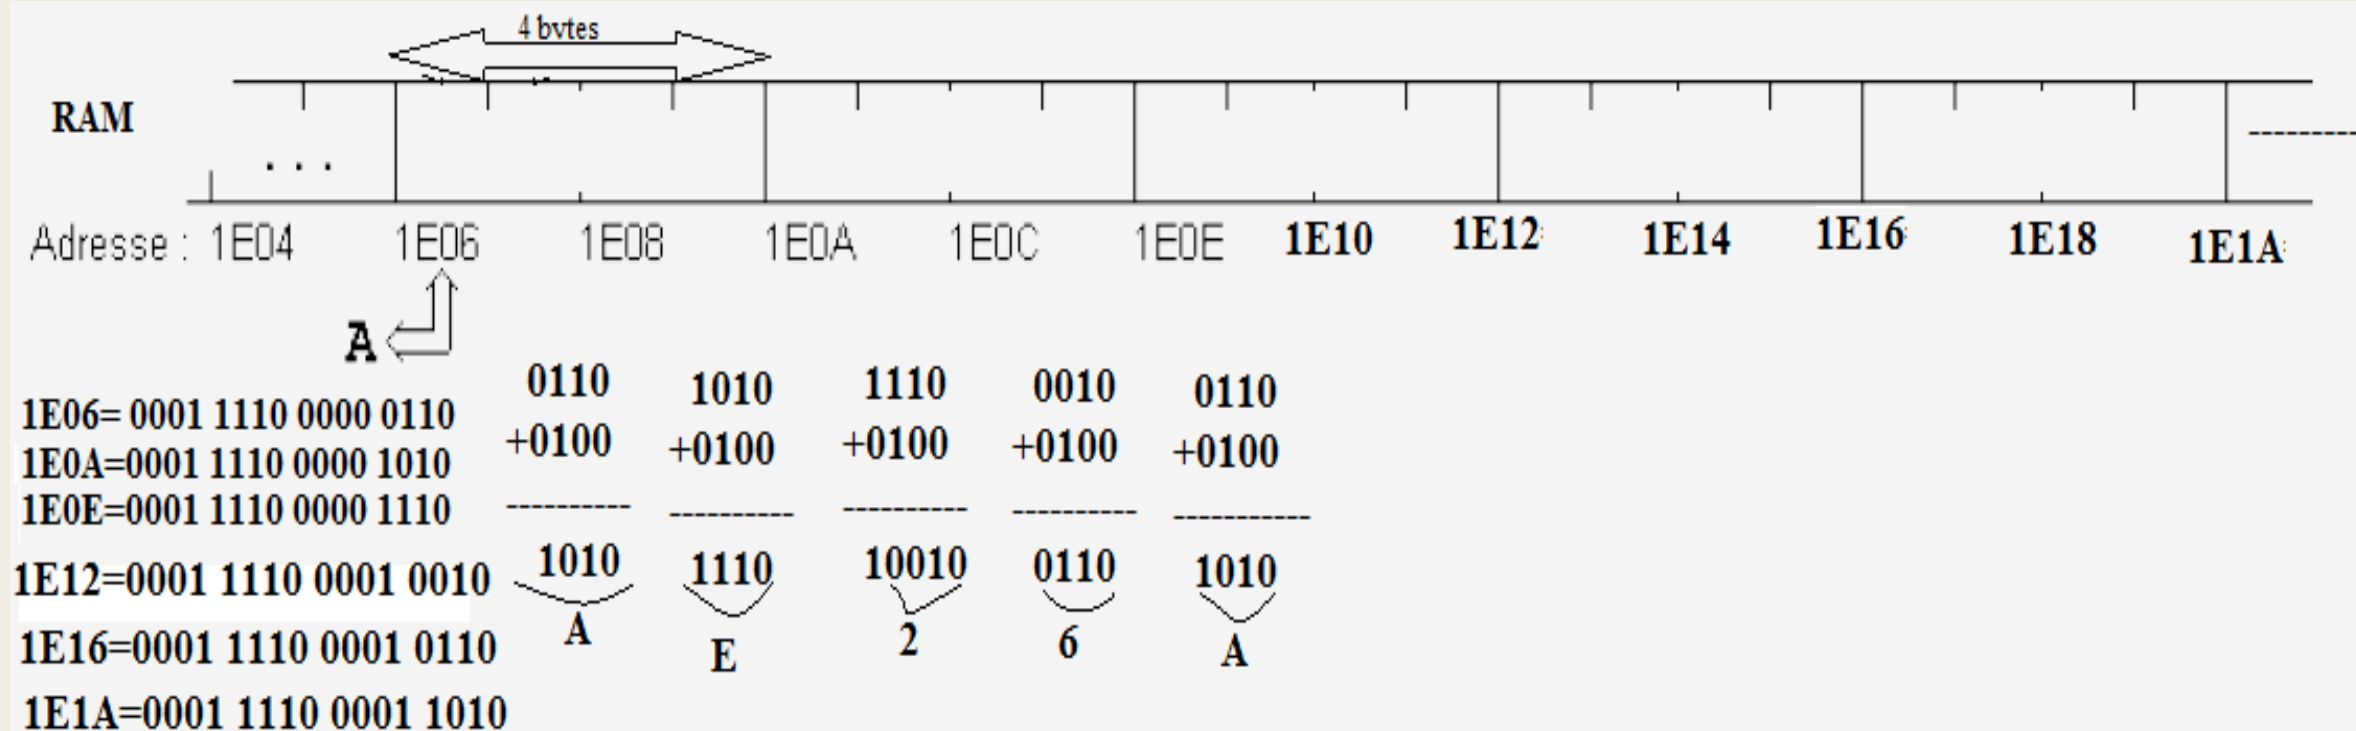 4 bytes
RAM
. . .
---------
Adresse : 1E04 1E06 1E08 1E0A 1E0C 1E0E 1E10 1E12 1E14 1E16 1E18 1E1A
A
0110 1010 1110 0010 0110
1E06= 0001 1110 0000 0110
+0100 +0100 +0100 +0100 +0100
1E0A=0001 1110 0000 1010
1E0E=0001 1110 0000 1110
---------- ---------- ---------- ---------- -----------
1010 1110 10010 0110 1010
1E12=0001 1110 0001 0010
A E 2 6 A
1E16=0001 1110 0001 0110
1E1A=0001 1110 0001 1010